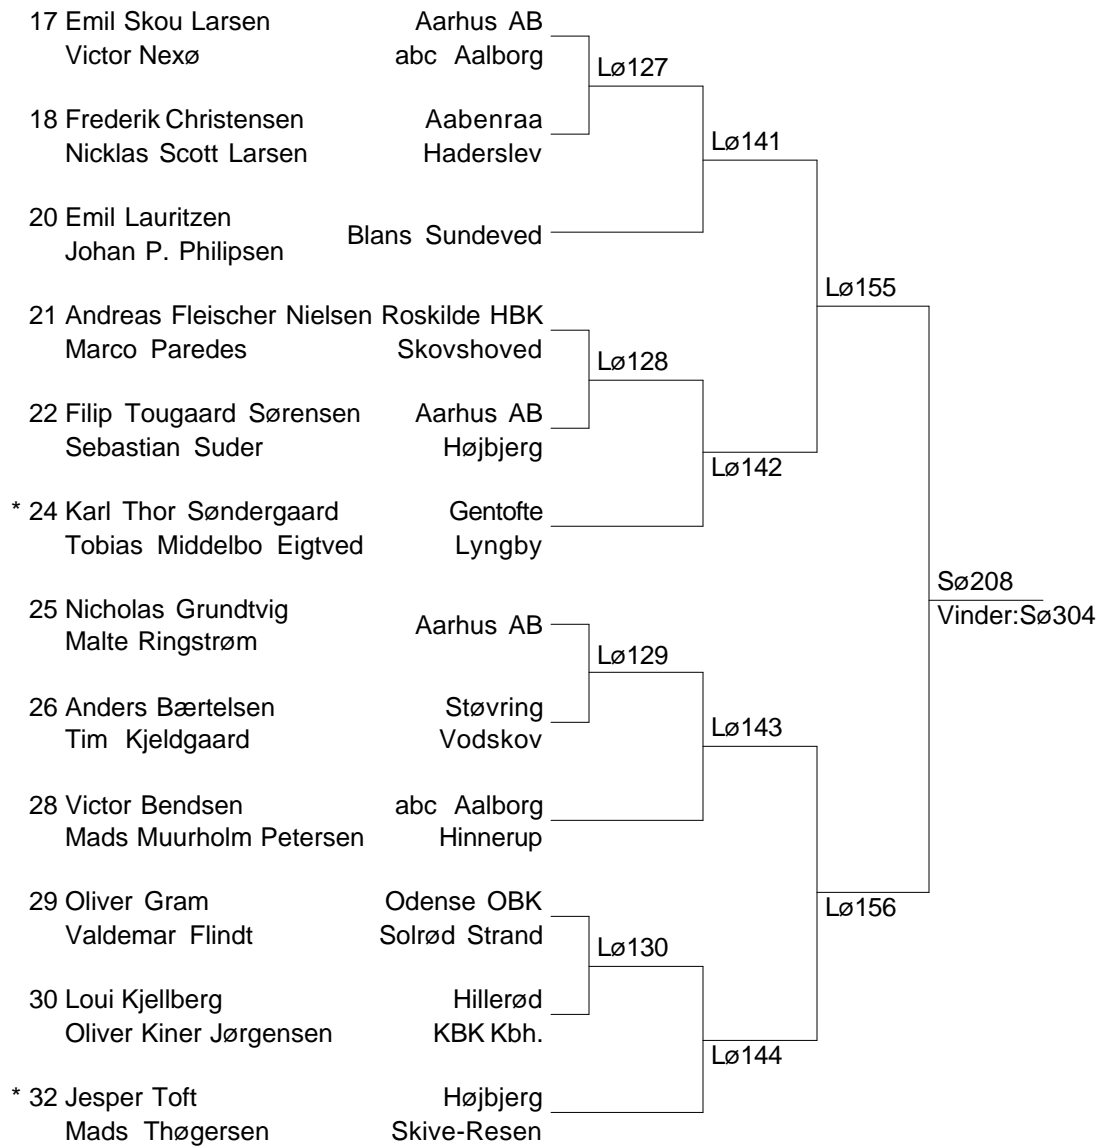 17 Emil Skou Larsen Aarhus AB
Victor Nexø abc Aalborg
Lø127
18 Frederik Christensen Aabenraa
Nicklas Scott Larsen Haderslev
Lø141
20 Emil Lauritzen
Johan P. Philipsen
Blans Sundeved
Lø155
21 Andreas Fleischer Nielsen Roskilde HBK
Marco Paredes Skovshoved
Lø128
22 Filip Tougaard Sørensen Aarhus AB
Sebastian Suder Højbjerg
Lø142
* 24 Karl Thor Søndergaard Gentofte
Tobias Middelbo Eigtved Lyngby
Sø208
Vinder:Sø304
25 Nicholas Grundtvig
Malte Ringstrøm
Aarhus AB
Lø129
26 Anders Bærtelsen Støvring
Tim Kjeldgaard Vodskov
Lø143
28 Victor Bendsen abc Aalborg
Mads Muurholm Petersen Hinnerup
29 Oliver Gram Odense OBK
Valdemar Flindt Solrød Strand
Lø156
Lø130
30 Loui Kjellberg Hillerød
Oliver Kiner Jørgensen KBK Kbh.
Lø144
* 32 Jesper Toft Højbjerg
Mads Thøgersen Skive-Resen